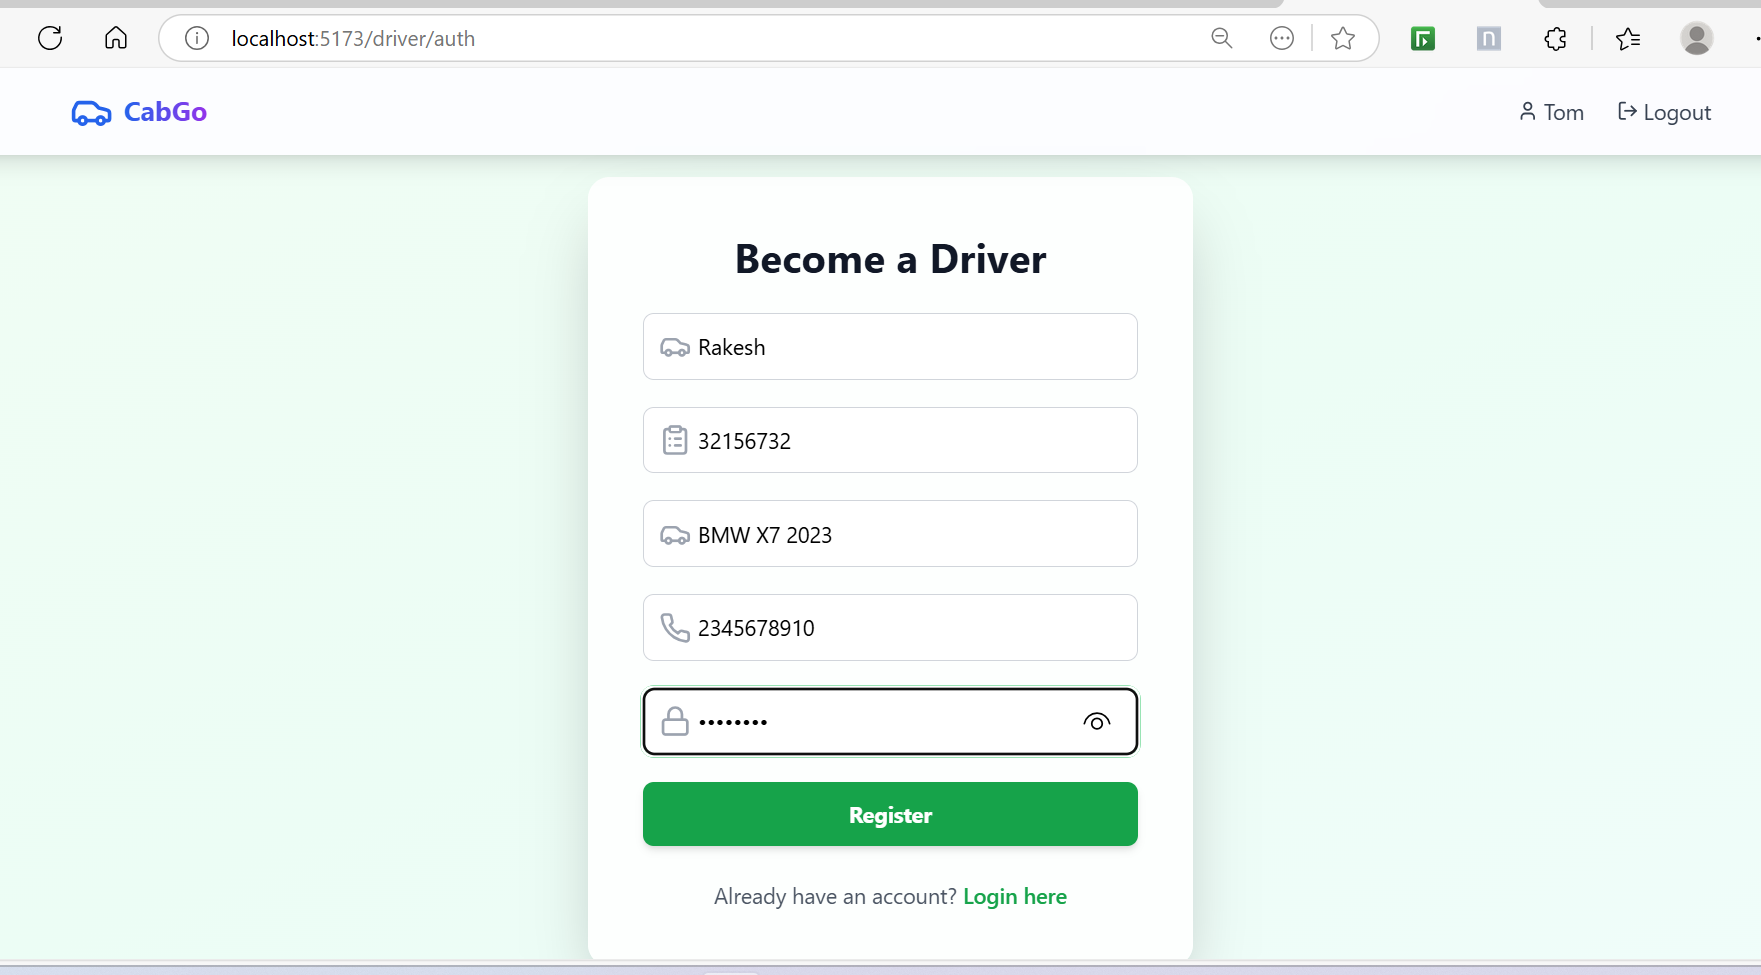 localhost:5173/driver/auth
CabGo
Tom
Logout
Become a Driver
Rakesh
32156732
BMW X7 2023
2345678910
••••••••
Register
Already have an account? Login here